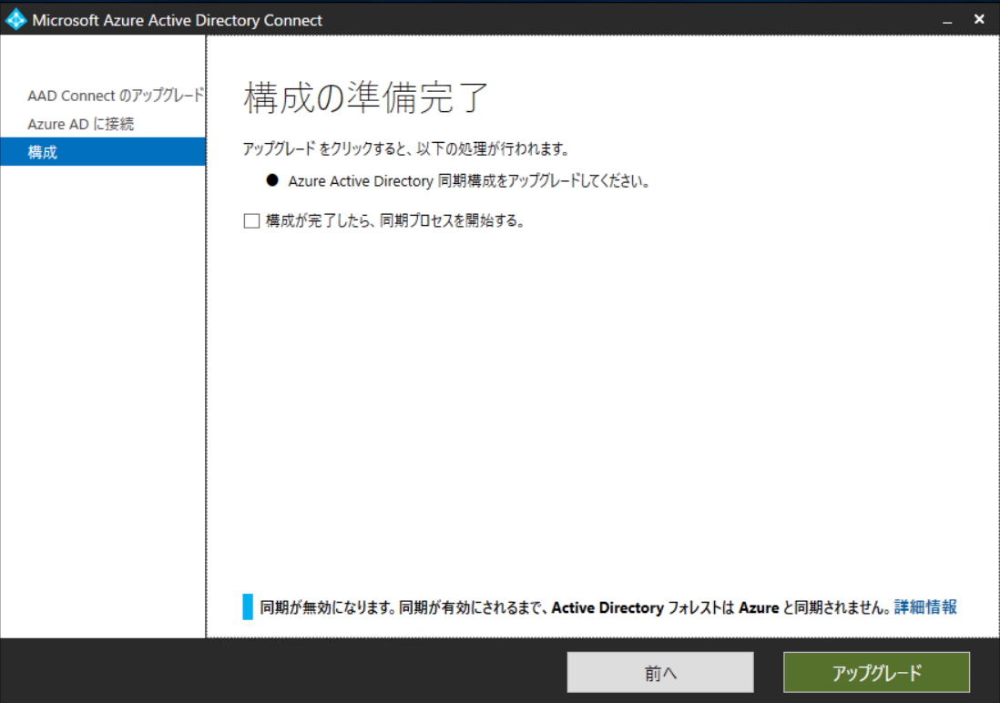 Microsoft Azure Active Directory Connect
AAD Connect のアップグレード
Azure AD に接続
構成
構成の準備完了
アップグレード をクリックすると、以下の処理が行われます。
● Azure Active Directory 同期構成をアップグレードしてください。
構成が完了したら、同期プロセスを開始する。
同期が無効になります。同期が有効にされるまで、Active Directory フォレストは Azure と同期されません。詳細情報
前へ
アップグレード